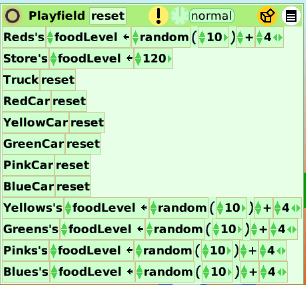 Playfield reset ! normal
Reds's foodLevel ← random (10) + 4
Store's foodLevel ← 120
Truck reset
RedCar reset
YellowCar reset
GreenCar reset
PinkCar reset
BlueCar reset
Yellows's foodLevel ← random (10) + 4
Greens's foodLevel ← random (10) + 4
Pinks's foodLevel ← random (10) + 4
Blues's foodLevel ← random (10) + 4